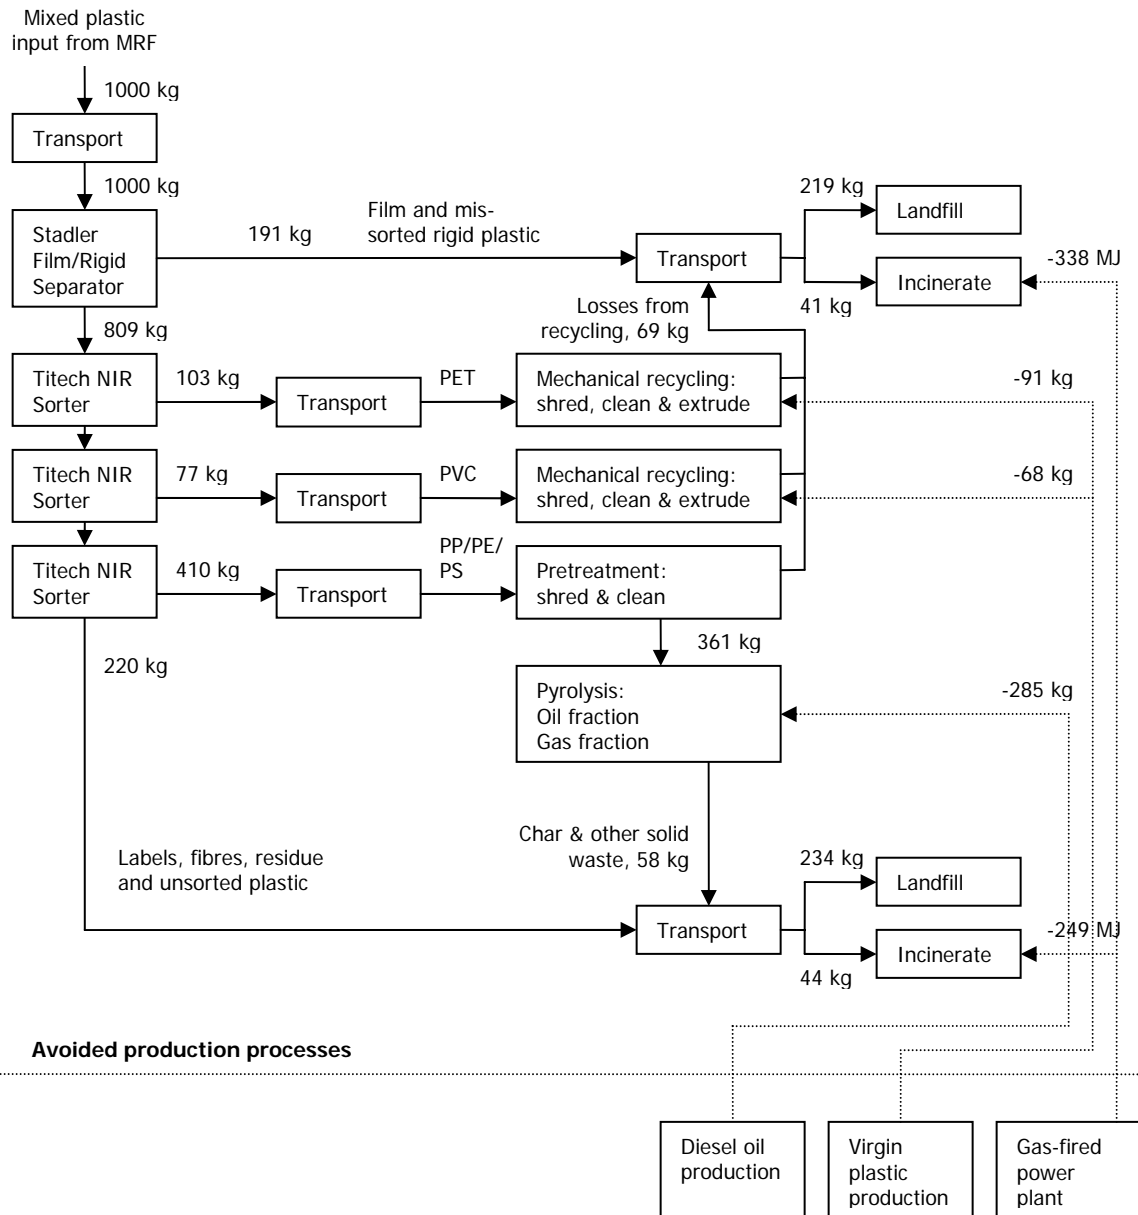 Mixed plastic
input from MRF
1000 kg
Transport
1000 kg
Stadler
Film/Rigid
Separator
191 kg
Film and mis-
sorted rigid plastic
Transport
219 kg
Landfill
41 kg
Incinerate
-338 MJ
809 kg
Losses from
recycling, 69 kg
Titech NIR
Sorter
103 kg
Transport
PET
Mechanical recycling:
shred, clean & extrude
-91 kg
Titech NIR
Sorter
77 kg
Transport
PVC
Mechanical recycling:
shred, clean & extrude
-68 kg
Titech NIR
Sorter
410 kg
Transport
PP/PE/
PS
Pretreatment:
shred & clean
220 kg
361 kg
Pyrolysis:
Oil fraction
Gas fraction
-285 kg
Labels, fibres, residue
and unsorted plastic
Char & other solid
waste, 58 kg
Transport
234 kg
Landfill
44 kg
Incinerate
-249 MJ
Avoided production processes
Diesel oil
production
Virgin
plastic
production
Gas-fired
power
plant